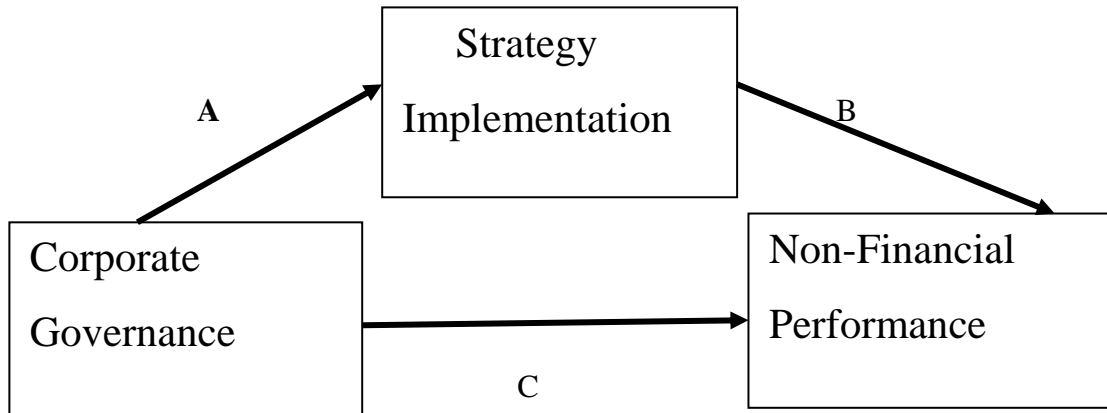 Strategy
Implementation
A
B
Corporate
Governance
Non-Financial
Performance
C